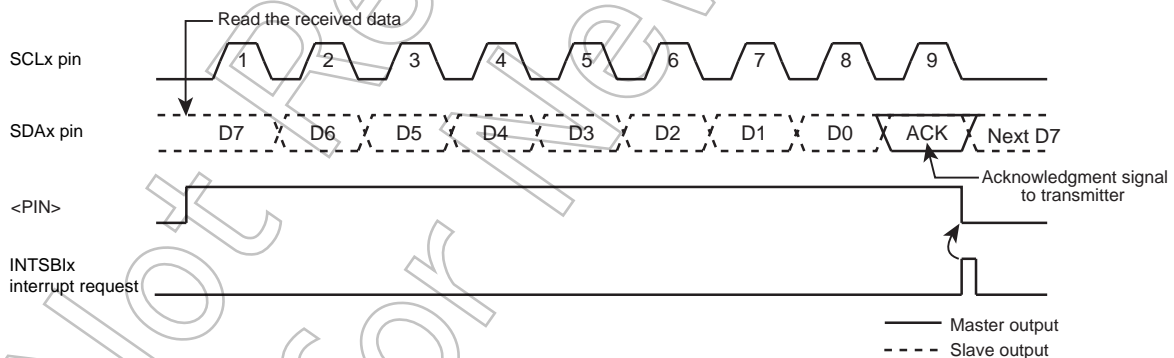 Read the received data
SCLx pin
1 2 3 4 5 6 7 8 9
SDAx pin
D7 D6 D5 D4 D3 D2 D1 D0 ACK Next D7
Acknowledgment signal
to transmitter
<PIN>
INTSBIx
interrupt request
Master output
Slave output